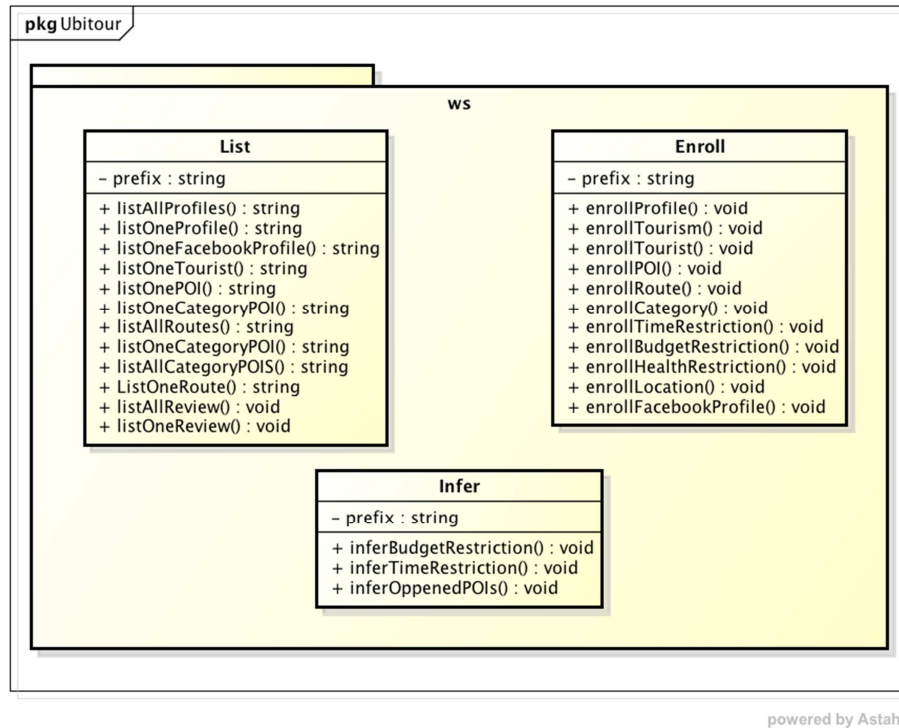 pkg Ubitour
ws
List
- prefix : string
+ listAllProfiles() : string
+ listOneProfile() : string
+ listOneFacebookProfile() : string
+ listOneTourist() : string
+ listOnePOI() : string
+ listOneCategoryPOI() : string
+ listAllRoutes() : string
+ listOneCategoryPOI() : string
+ listAllCategoryPOIS() : string
+ ListOneRoute() : string
+ listAllReview() : void
+ listOneReview() : void
Enroll
- prefix : string
+ enrollProfile() : void
+ enrollTourism() : void
+ enrollTourist() : void
+ enrollPOI() : void
+ enrollRoute() : void
+ enrollCategory() : void
+ enrollTimeRestriction() : void
+ enrollBudgetRestriction() : void
+ enrollHealthRestriction() : void
+ enrollLocation() : void
+ enrollFacebookProfile() : void
Infer
- prefix : string
+ inferBudgetRestriction() : void
+ inferTimeRestriction() : void
+ inferOppenedPOIs() : void
powered by Astah